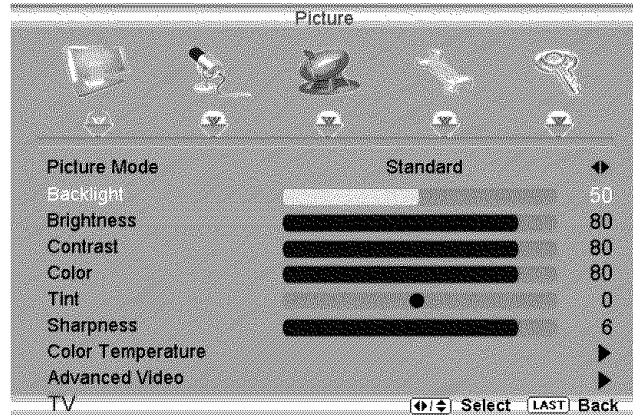 Picture
Picture Mode Standard
Backlight 50
Brightness 80
Contrast 80
Color 80
Tint 0
Sharpness 6
Color Temperature
Advanced Video
TV Select LAST Back